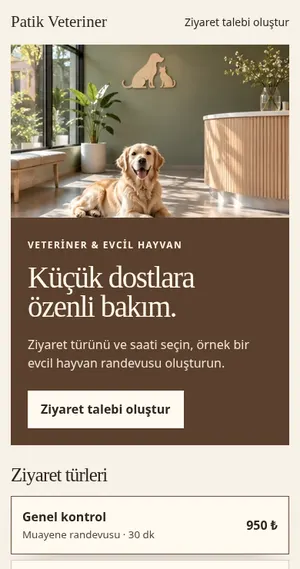 Patik Veteriner
Ziyaret talebi oluştur
VETERİNER & EVCİL HAYVAN
Küçük dostlara
özenli bakım.
Ziyaret türünü ve saati seçin, örnek bir
evcil hayvan randevusu oluşturun.
Ziyaret talebi oluştur
Ziyaret türleri
Genel kontrol
950 ₺
Muayene randevusu · 30 dk